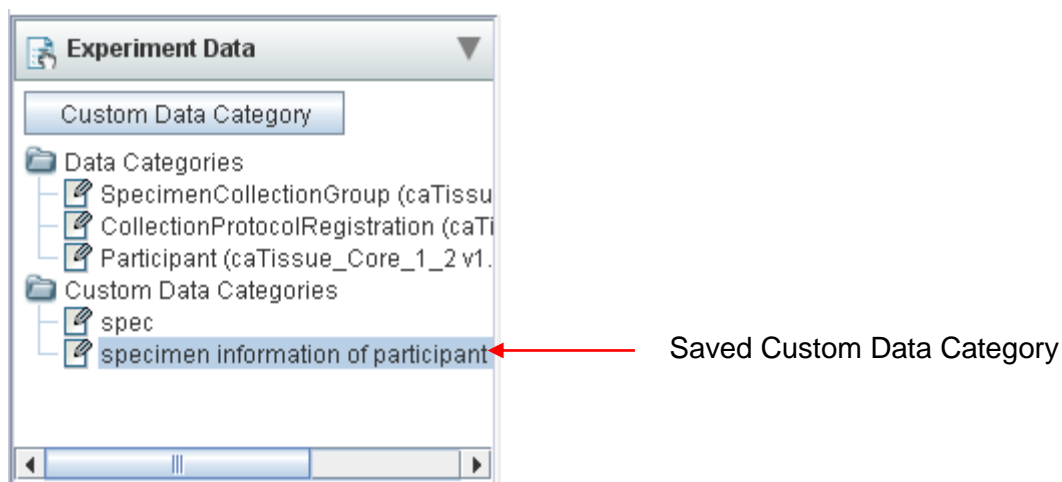 Experiment Data
Custom Data Category
Data Categories
SpecimenCollectionGroup (caTissu
CollectionProtocolRegistration (caTi
Participant (caTissue_Core_1_2 v1.
Custom Data Categories
spec
specimen information of participant
Saved Custom Data Category